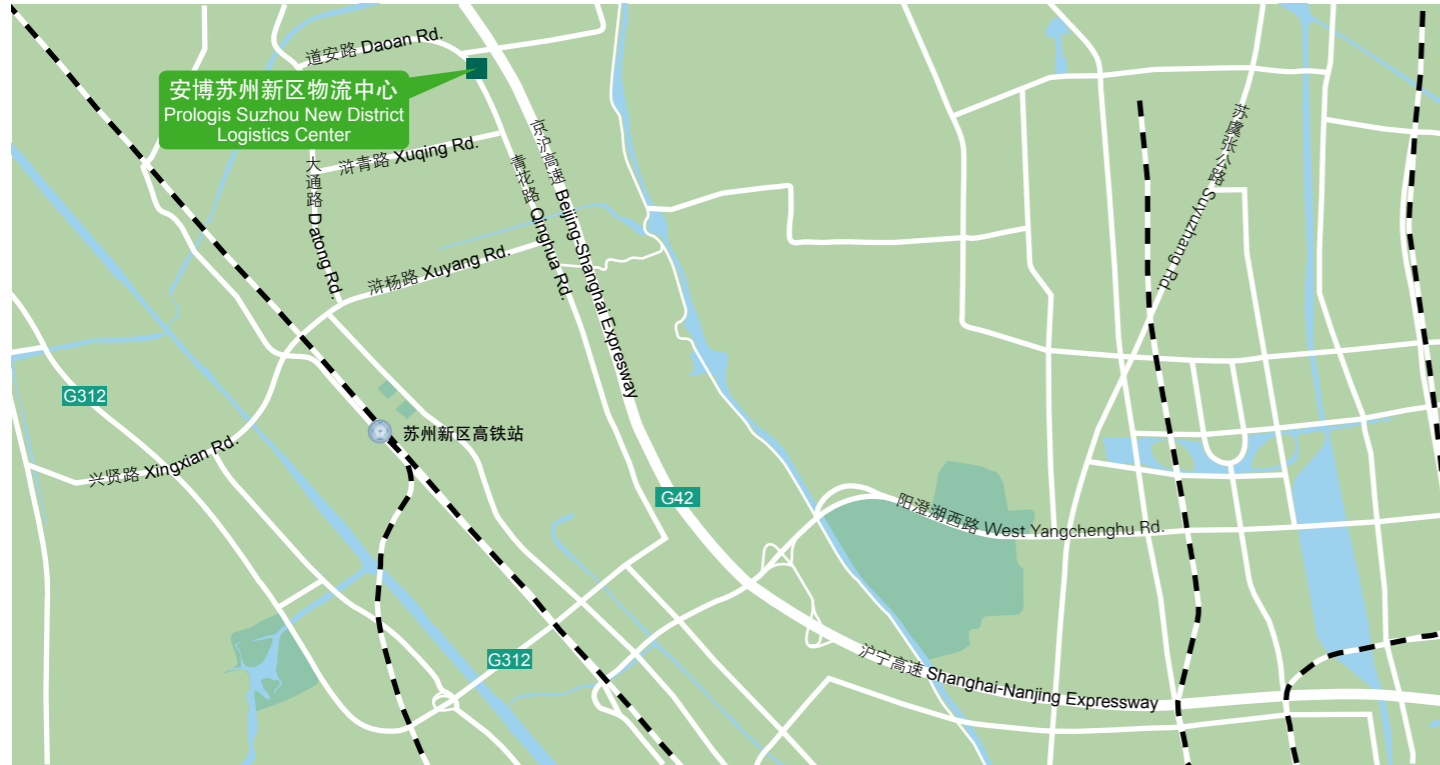 道安路 Daoan Rd.
安博苏州新区物流中心
Prologis Suzhou New District
Logistics Center
京沪高速 Beijing-Shanghai Expressway
苏虞张公路 Suyuzhang Rd.
浒青路 Xuqing Rd.
大通路 Datong Rd.
青花路 Qinghua Rd.
浒杨路 Xuyang Rd.
G312
苏州新区高铁站
兴贤路 Xingxian Rd.
G42
阳澄湖西路 West Yangchenghu Rd.
G312
沪宁高速 Shanghai-Nanjing Expressway